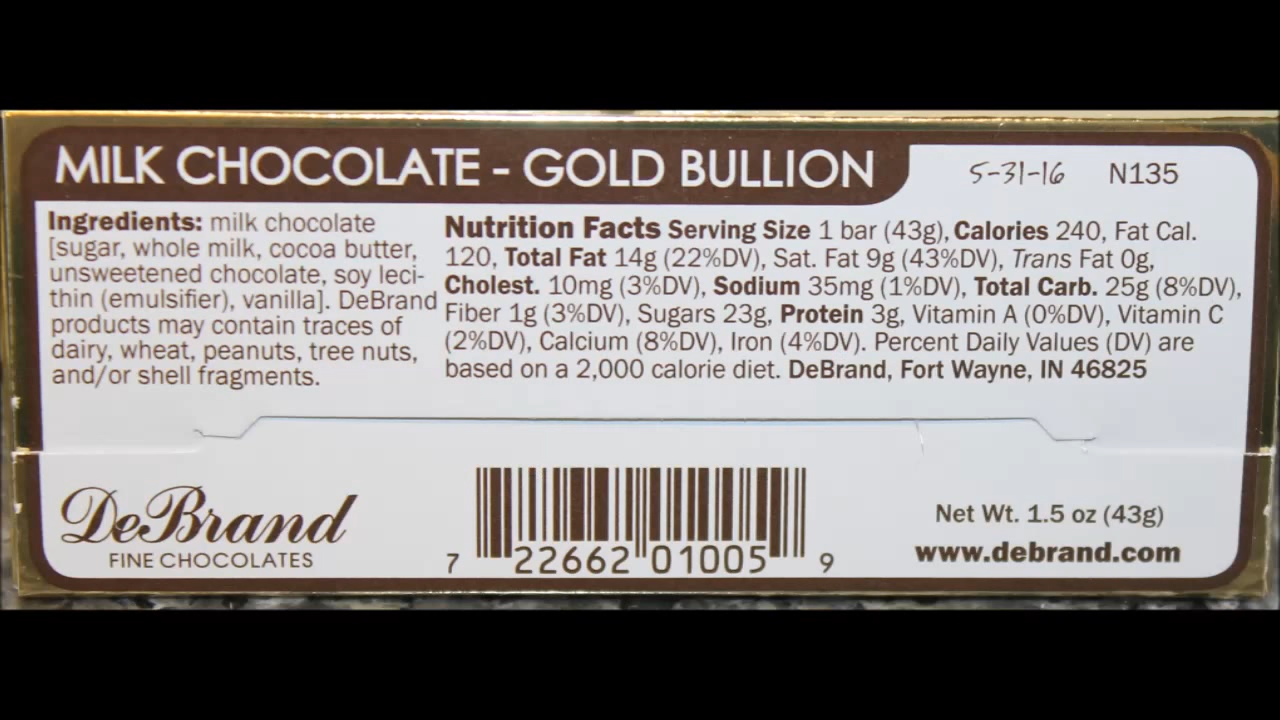 MILK CHOCOLATE - GOLD BULLION
5-31-16 N135
Ingredients: milk chocolate
[sugar, whole milk, cocoa butter,
unsweetened chocolate, soy leci-
thin (emulsifier), vanilla]. DeBrand
products may contain traces of
dairy, wheat, peanuts, tree nuts,
and/or shell fragments.
Nutrition Facts Serving Size 1 bar (43g), Calories 240, Fat Cal.
120, Total Fat 14g (22%DV), Sat. Fat 9g (43%DV), Trans Fat 0g,
Cholest. 10mg (3%DV), Sodium 35mg (1%DV), Total Carb. 25g (8%DV),
Fiber 1g (3%DV), Sugars 23g, Protein 3g, Vitamin A (0%DV), Vitamin C
(2%DV), Calcium (8%DV), Iron (4%DV). Percent Daily Values (DV) are
based on a 2,000 calorie diet. DeBrand, Fort Wayne, IN 46825
DeBrand
FINE CHOCOLATES
7 22662 01005 9
Net Wt. 1.5 oz (43g)
www.debrand.com